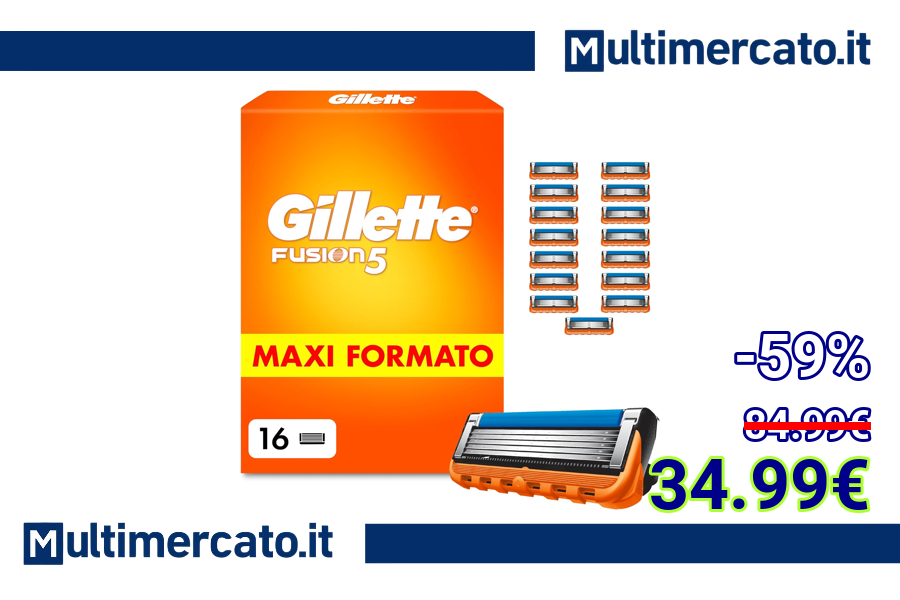 Multimercato.it
Gillette
Gillette®
FUSION5
MAXI FORMATO
16
-59%
84.99€
34.99€
Multimercato.it